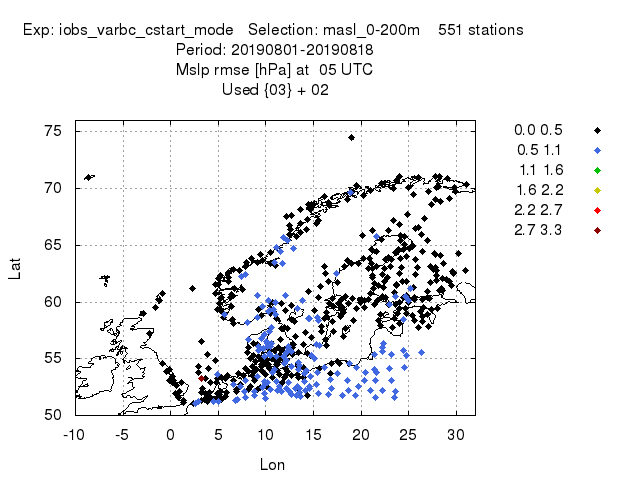 Exp: iobs_varbc_cstart_mode   Selection: masl_0-200m    551 stations
Period: 20190801-20190818
Mslp rmse [hPa] at  05 UTC
Used {03} + 02
0.0 0.5
0.5 1.1
1.1 1.6
1.6 2.2
2.2 2.7
2.7 3.3
75
70
65
60
55
50
Lat
-10 -5 0 5 10 15 20 25 30
Lon